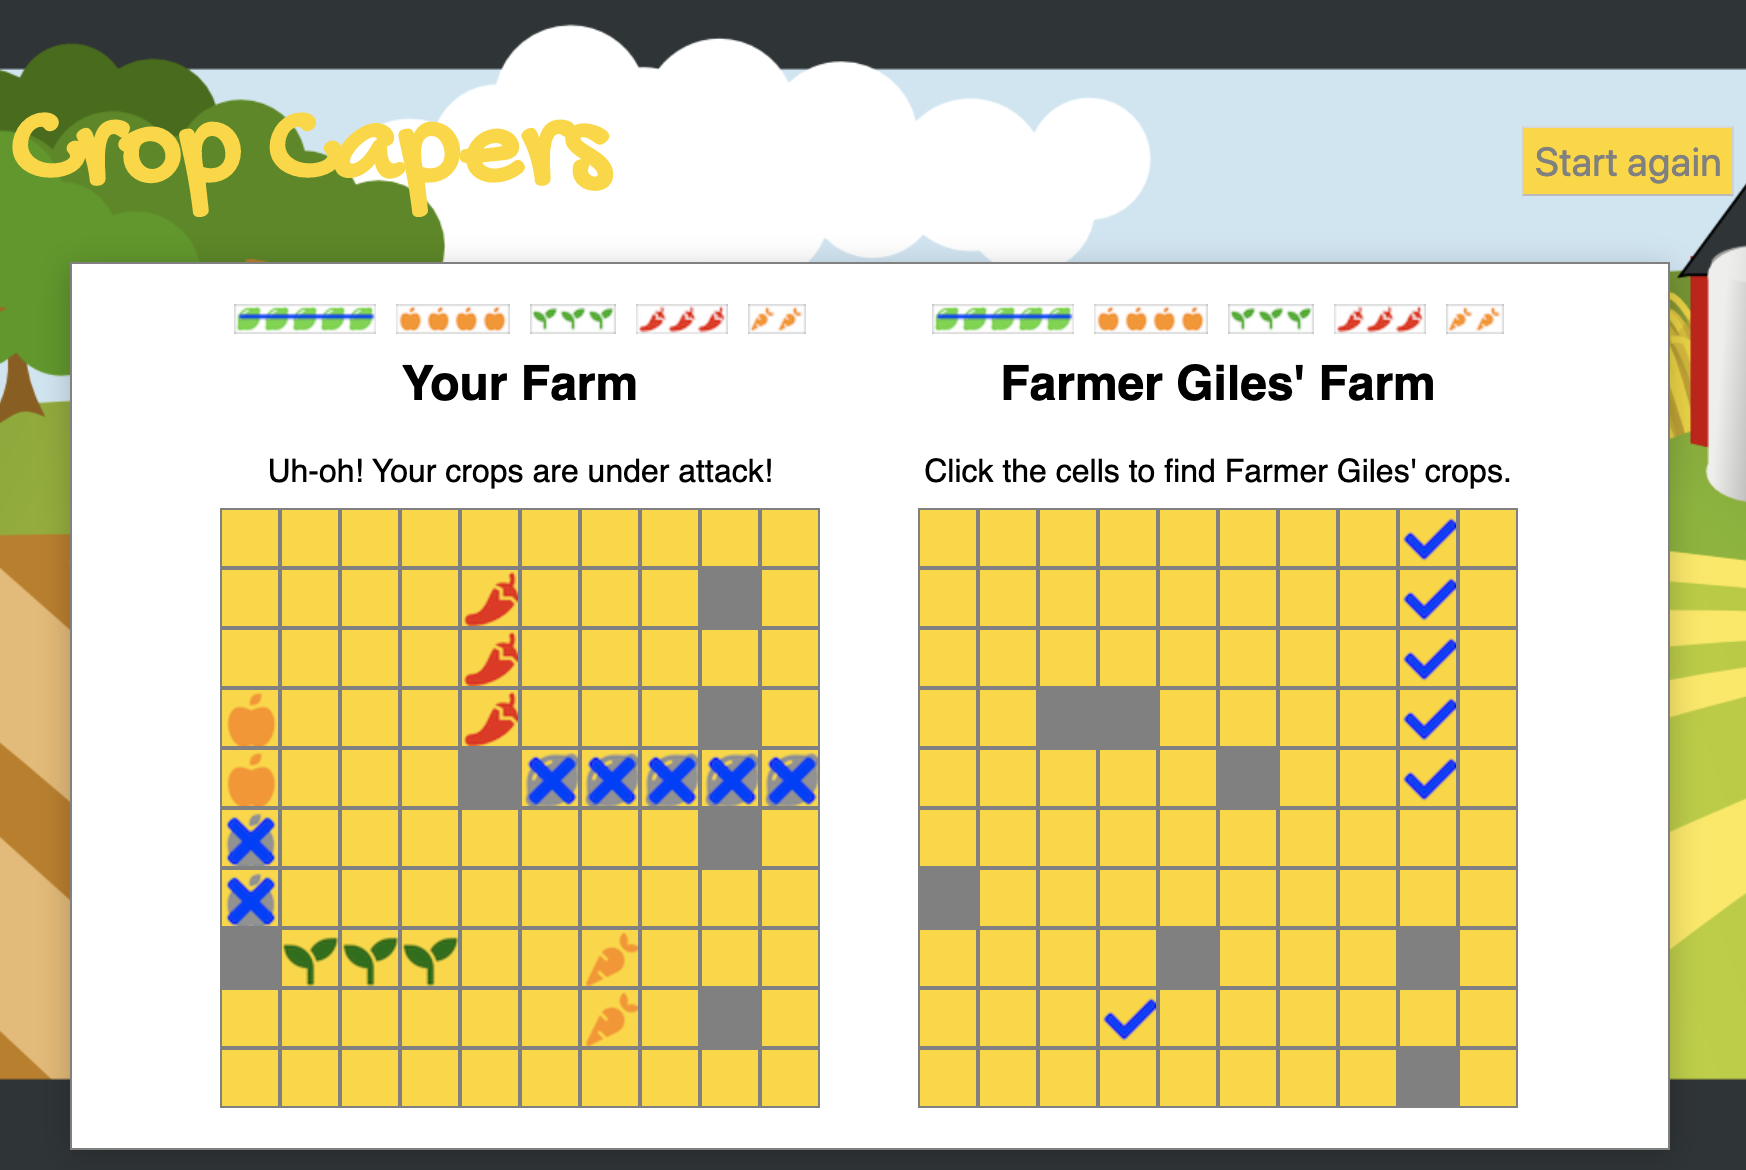 Crop Capers
Start again
Your Farm
Farmer Giles' Farm
Uh-oh! Your crops are under attack!
Click the cells to find Farmer Giles' crops.